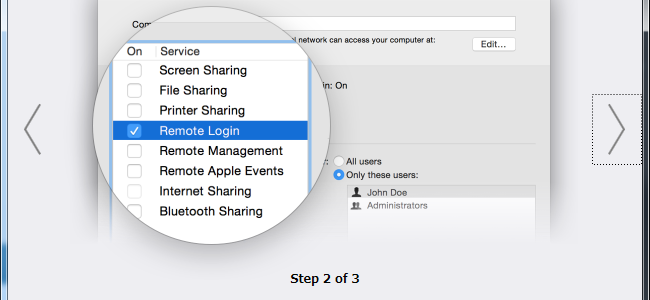 Com
l network can access your computer at:
Edit...
On Service
Screen Sharing
File Sharing
Printer Sharing
in: On
Remote Login
Remote Management
All users
Remote Apple Events
Only these users:
Internet Sharing
John Doe
Bluetooth Sharing
Administrators
Step 2 of 3